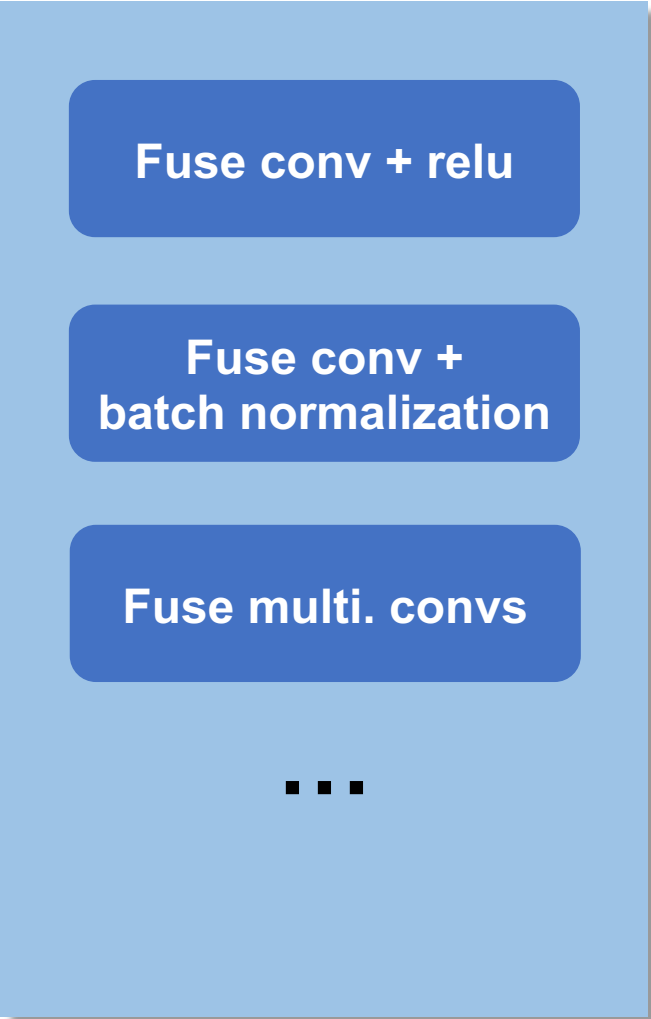 Fuse conv + relu
Fuse conv +
batch normalization
Fuse multi. convs
...